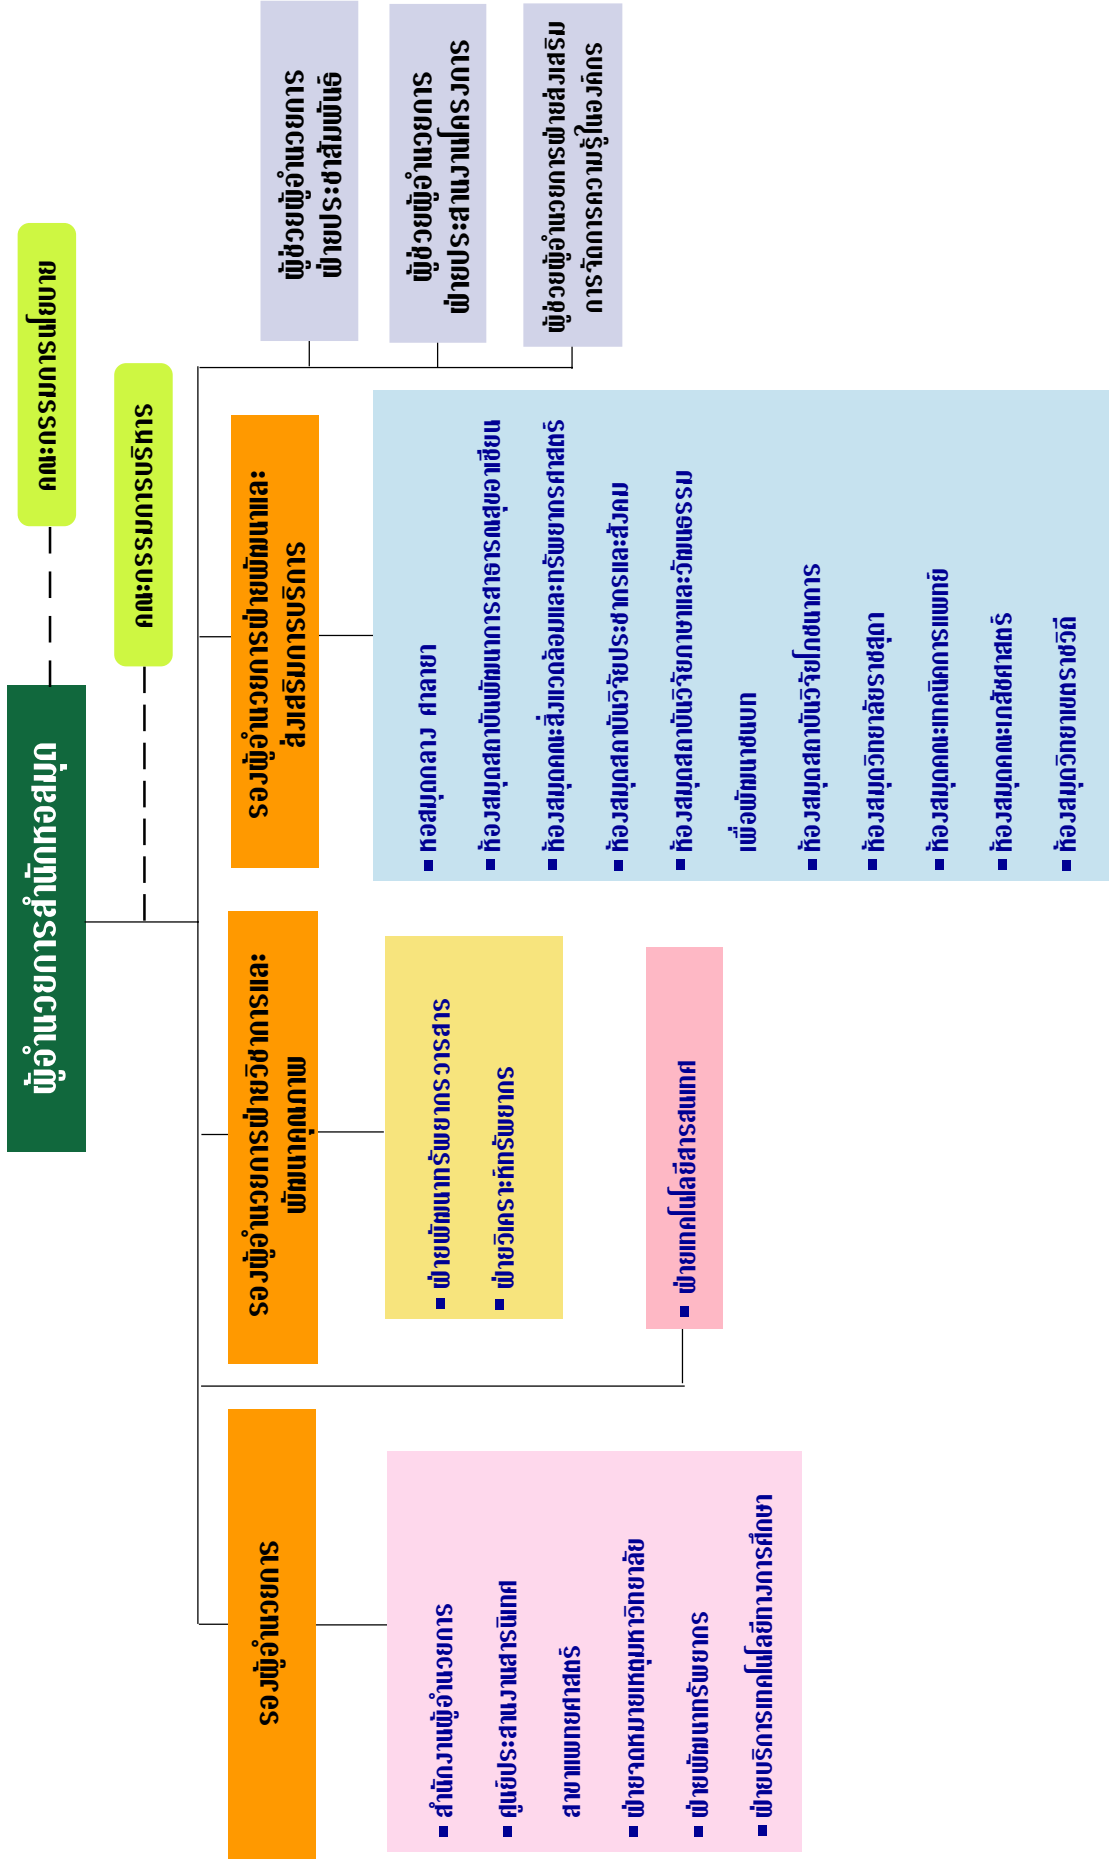 ผู้อำนวยการสำนักหอสมุด
คณะกรรมการนโยบาย
คณะกรรมการบริหาร
รองผู้อำนวยการ
▪ สำนักงานผู้อำนวยการ
▪ ศูนย์ประสานงานสารนิเทศ
สาขาแพทยศาสตร์
▪ ฝ่ายจดหมายเหตุมหาวิทยาลัย
▪ ฝ่ายพัฒนาทรัพยากร
▪ ฝ่ายบริการเทคโนโลยีทางการศึกษา
▪ ฝ่ายเทคโนโลยีสารสนเทศ
รองผู้อำนวยการฝ่ายวิชาการและ
พัฒนาคุณภาพ
▪ ฝ่ายพัฒนาทรัพยากรวารสาร
▪ ฝ่ายวิเคราะห์ทรัพยากร
รองผู้อำนวยการฝ่ายพัฒนาและ
ส่งเสริมการบริการ
▪ หอสมุดกลาง ศาลายา
▪ ห้องสมุดสถาบันพัฒนาการสาธารณสุขอาเซียน
▪ ห้องสมุดคณะสิ่งแวดล้อมและทรัพยากรศาสตร์
▪ ห้องสมุดสถาบันวิจัยประชากรและสังคม
▪ ห้องสมุดสถาบันวิจัยภาษาและวัฒนธรรม
เพื่อพัฒนาชนบท
▪ ห้องสมุดสถาบันวิจัยโภชนาการ
▪ ห้องสมุดวิทยาลัยราชสุดา
▪ ห้องสมุดคณะเทคนิคการแพทย์
▪ ห้องสมุดคณะเภสัชศาสตร์
▪ ห้องสมุดวิทยาเขตราชวิถี
ผู้ช่วยผู้อำนวยการ
ฝ่ายประชาสัมพันธ์
ผู้ช่วยผู้อำนวยการ
ฝ่ายประสานงานโครงการ
ผู้ช่วยผู้อำนวยการฝ่ายส่งเสริม
การจัดการความรู้ในองค์กร